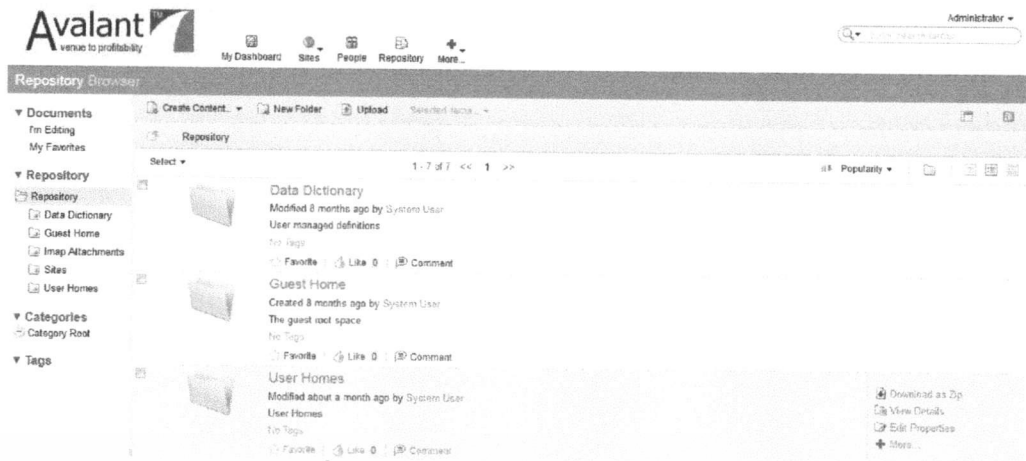 Avalant TM
venue to profitability
Administrator
My Dashboard Sites People Repository More...
Repository Browser
Documents
I'm Editing
My Favorites
Repository
Repository
Data Dictionary
Guest Home
Imap Attachments
Sites
User Homes
Categories
Category Root
Tags
Create Content... New Folder Upload Selected Items...
Repository
Select 1 - 7 of 7 << 1 >> Popularity
Data Dictionary
Modified 8 months ago by System User
User managed definitions
No Tags
Favorite Like 0 Comment
Guest Home
Created 8 months ago by System User
The guest root space
No Tags
Favorite Like 0 Comment
User Homes
Modified about a month ago by System User
User Homes
No Tags
Favorite Like 0 Comment
Download as Zip
View Details
Edit Properties
More...